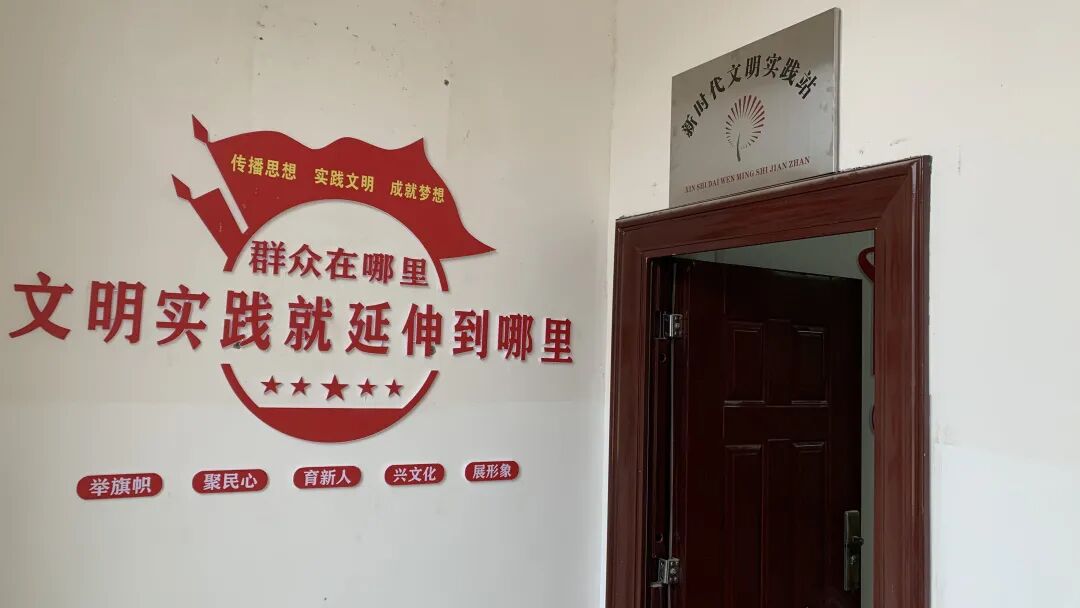 传播思想 实践文明 成就梦想
群众在哪里
文明实践就延伸到哪里
举旗帜 聚民心 育新人 兴文化 展形象
新时代文明实践站
XIN SHI DAI WEN MING SHI JIAN ZHAN